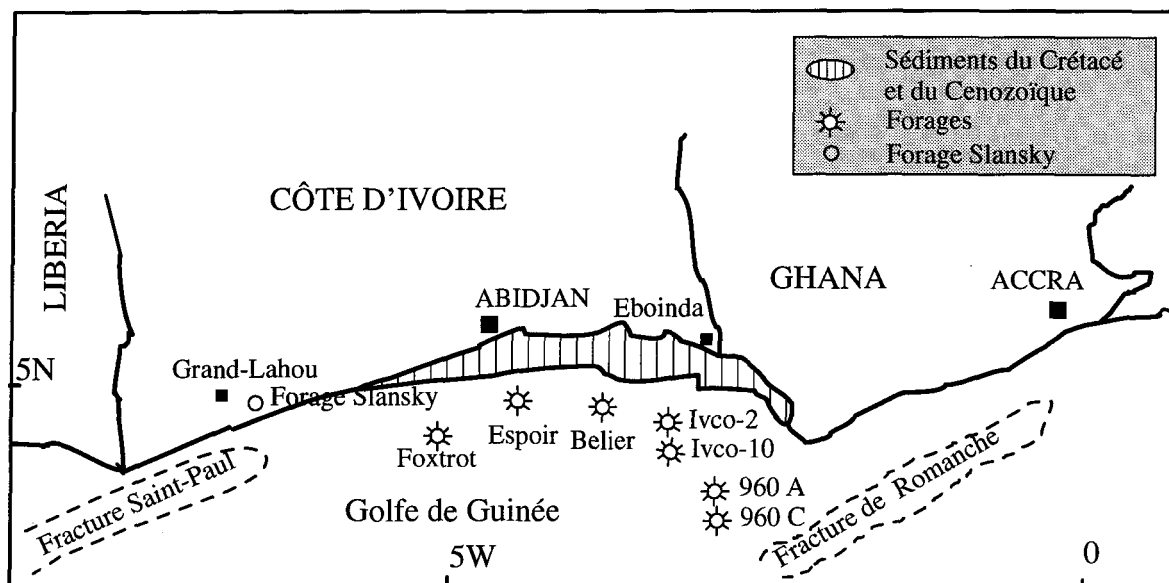 Sédiments du Crétacé
et du Cenozoïque
Forages
Forage Slansky
LIBERIA
CÔTE D'IVOIRE
GHANA
ACCRA
ABIDJAN
Eboinda
5N
Grand-Lahou
Forage Slansky
Espoir
Belier
Ivco-2
Foxtrot
Ivco-10
Fracture Saint-Paul
Golfe de Guinée
960 A
960 C
Fracture de Romanche
5W
0